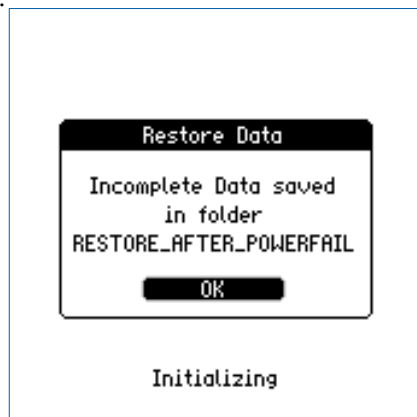 Restore Data
Incomplete Data saved
in folder
RESTORE_AFTER_POWERFAIL
OK
Initializing